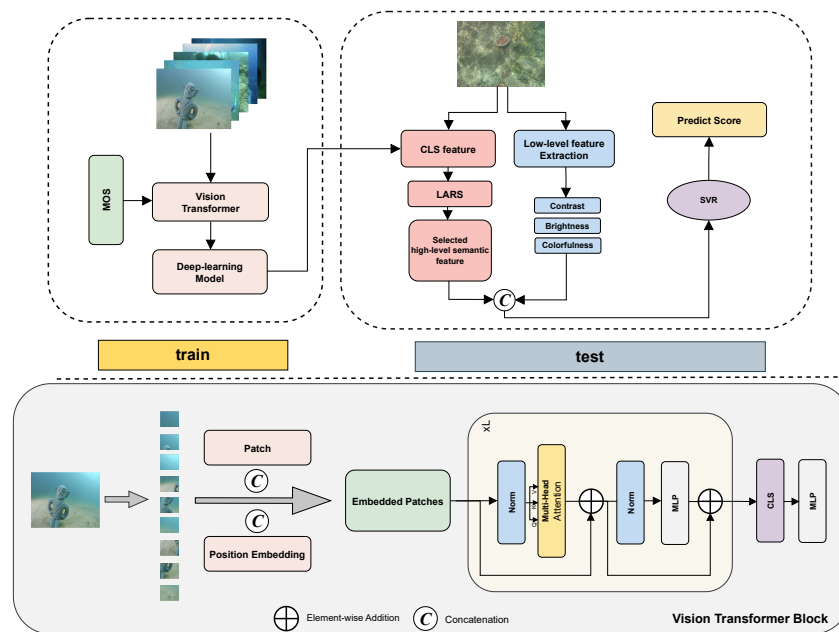 MOS
Vision
Transformer
Deep-learning
Model
CLS feature
LARS
Selected
high-level semantic
feature
Low-level feature
Extraction
Contrast
Brightness
Colorfulness
C
Predict Score
SVR
train
test
Patch
C
C
Position Embedding
Embedded Patches
xL
Norm
V
K
Q
Multi-Head
Attention
Norm
MLP
CLS
MLP
Element-wise Addition
C
Concatenation
Vision Transformer Block